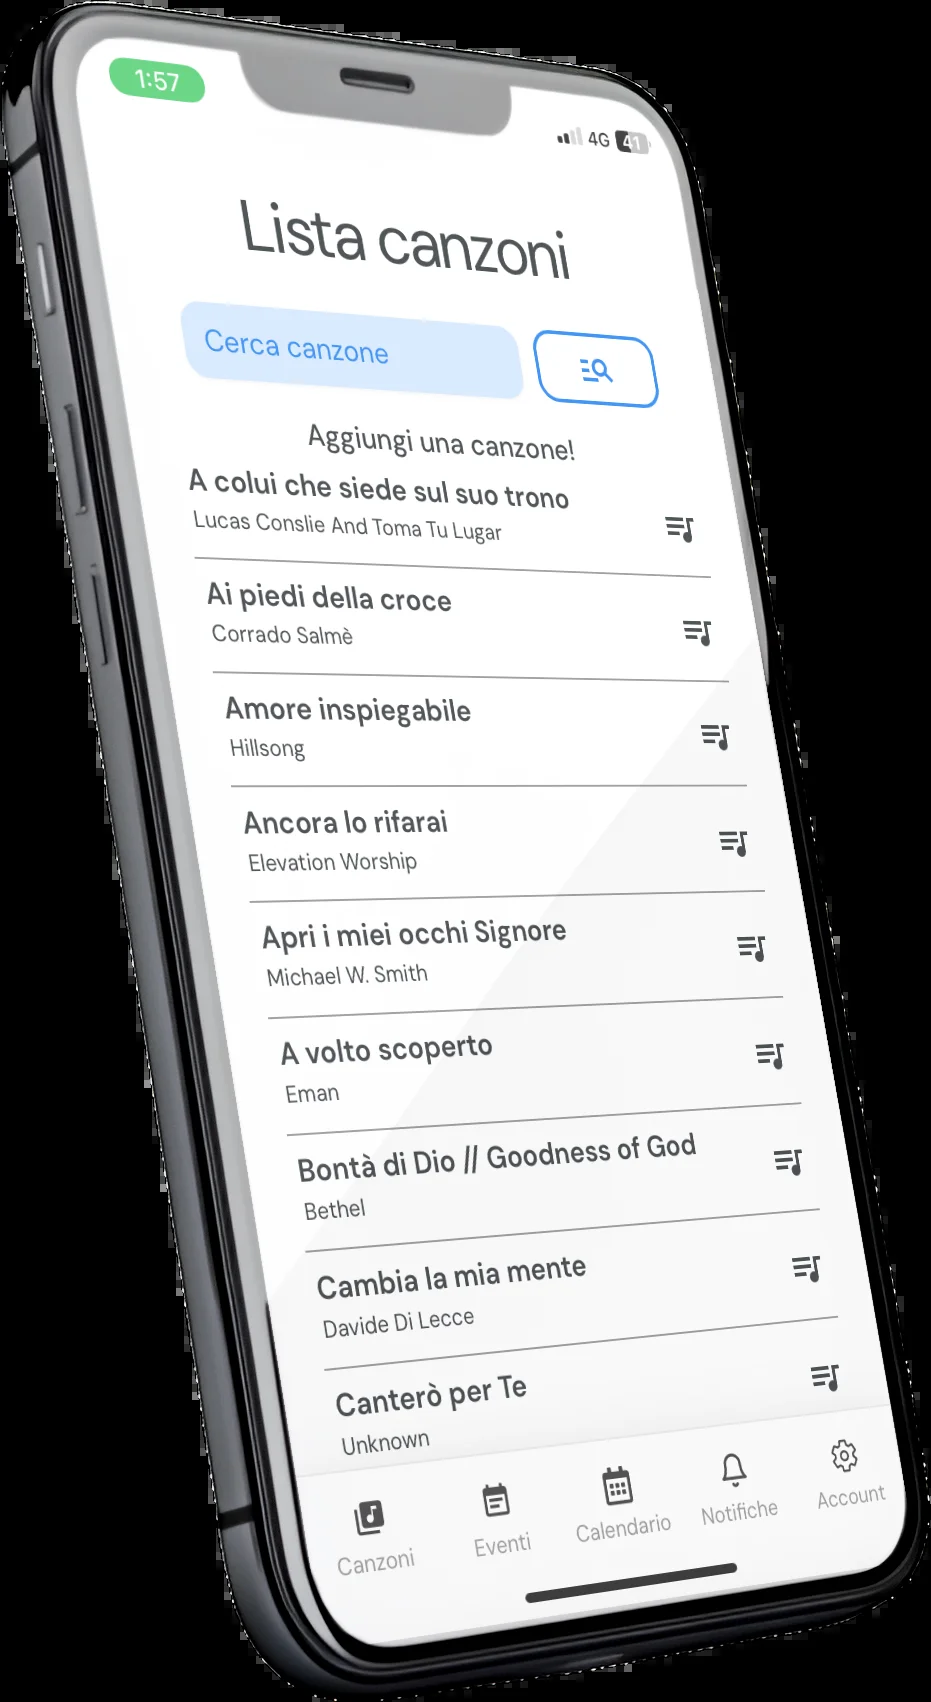 1:57
4G 41
Lista canzoni
Cerca canzone
Aggiungi una canzone!
A colui che siede sul suo trono
Lucas Conslie And Toma Tu Lugar
Ai piedi della croce
Corrado Salmè
Amore inspiegabile
Hillsong
Ancora lo rifarai
Elevation Worship
Apri i miei occhi Signore
Michael W. Smith
A volto scoperto
Eman
Bontà di Dio // Goodness of God
Bethel
Cambia la mia mente
Davide Di Lecce
Canterò per Te
Unknown
Canzoni Eventi Calendario Notifiche Account